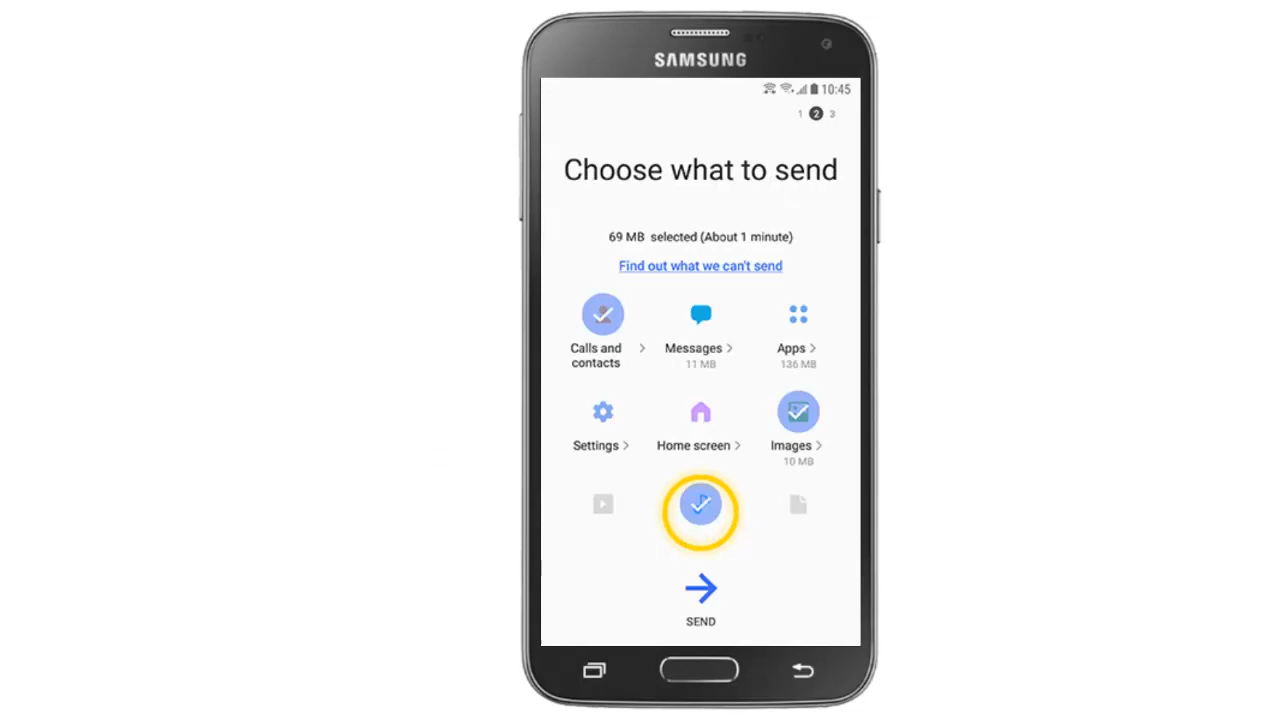 SAMSUNG
10:45
1 2 3
Choose what to send
69 MB selected (About 1 minute)
Find out what we can't send
Calls and
contacts
Messages
11 MB
Apps
136 MB
Settings
Home screen
Images
10 MB
SEND